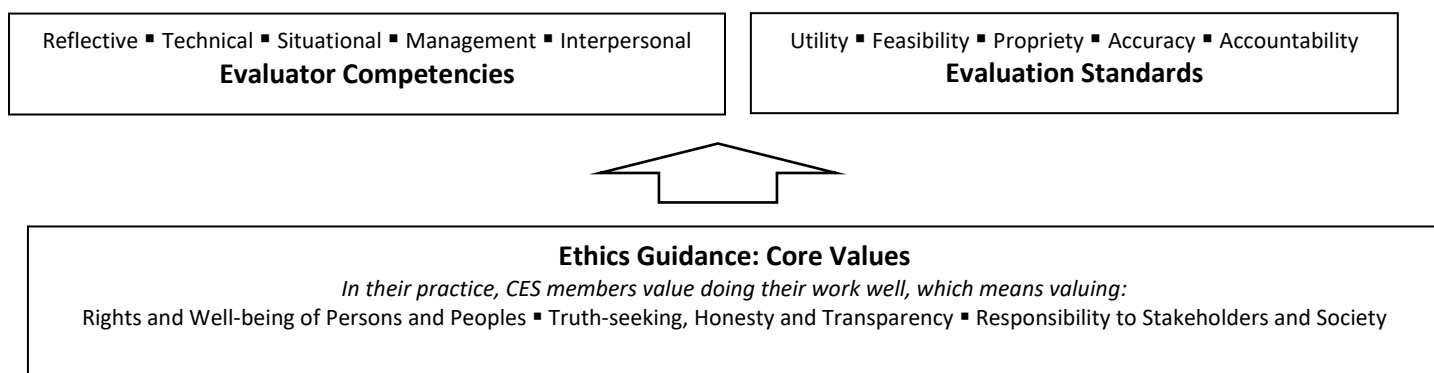 Reflective ▪ Technical ▪ Situational ▪ Management ▪ Interpersonal
Evaluator Competencies
Utility ▪ Feasibility ▪ Propriety ▪ Accuracy ▪ Accountability
Evaluation Standards
Ethics Guidance: Core Values
In their practice, CES members value doing their work well, which means valuing:
Rights and Well-being of Persons and Peoples ▪ Truth-seeking, Honesty and Transparency ▪ Responsibility to Stakeholders and Society